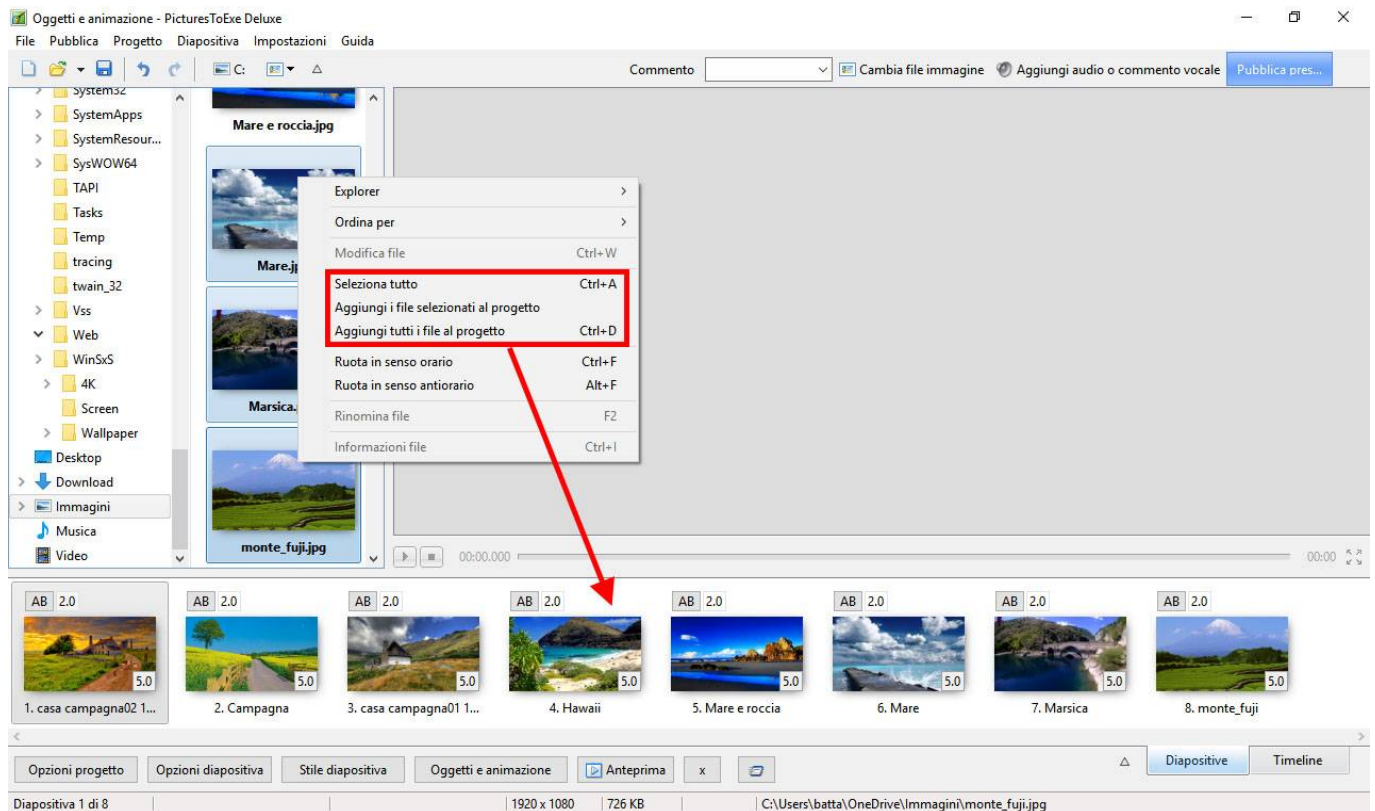 Oggetti e animazione - PicturesToExe Deluxe
File Pubblica Progetto Diapositiva Impostazioni Guida
C: Commento Cambia file immagine Aggiungi audio o commento vocale Pubblica pres...
System32
SystemApps
SystemResour...
SysWOW64
TAPI
Tasks
Temp
tracing
twain_32
Vss
Web
WinSxS
4K
Screen
Wallpaper
Desktop
Download
Immagini
Musica
Video
Mare e roccia.jpg
Mare.j
Marsica.
monte_fuji.jpg
Explorer
Ordina per
Modifica file Ctrl+W
Seleziona tutto Ctrl+A
Aggiungi i file selezionati al progetto
Aggiungi tutti i file al progetto Ctrl+D
Ruota in senso orario Ctrl+F
Ruota in senso antiorario Alt+F
Rinomina file F2
Informazioni file Ctrl+I
00:00.000 00:00
AB 2.0 AB 2.0 AB 2.0 AB 2.0 AB 2.0 AB 2.0 AB 2.0 AB 2.0
5.0 5.0 5.0 5.0 5.0 5.0 5.0 5.0
1. casa campagna02 1... 2. Campagna 3. casa campagna01 1... 4. Hawaii 5. Mare e roccia 6. Mare 7. Marsica 8. monte_fuji
Opzioni progetto Opzioni diapositiva Stile diapositiva Oggetti e animazione Anteprima x Diapositive Timeline
Diapositiva 1 di 8 1920 x 1080 726 KB C:\Users\batta\OneDrive\Immagini\monte_fuji.jpg